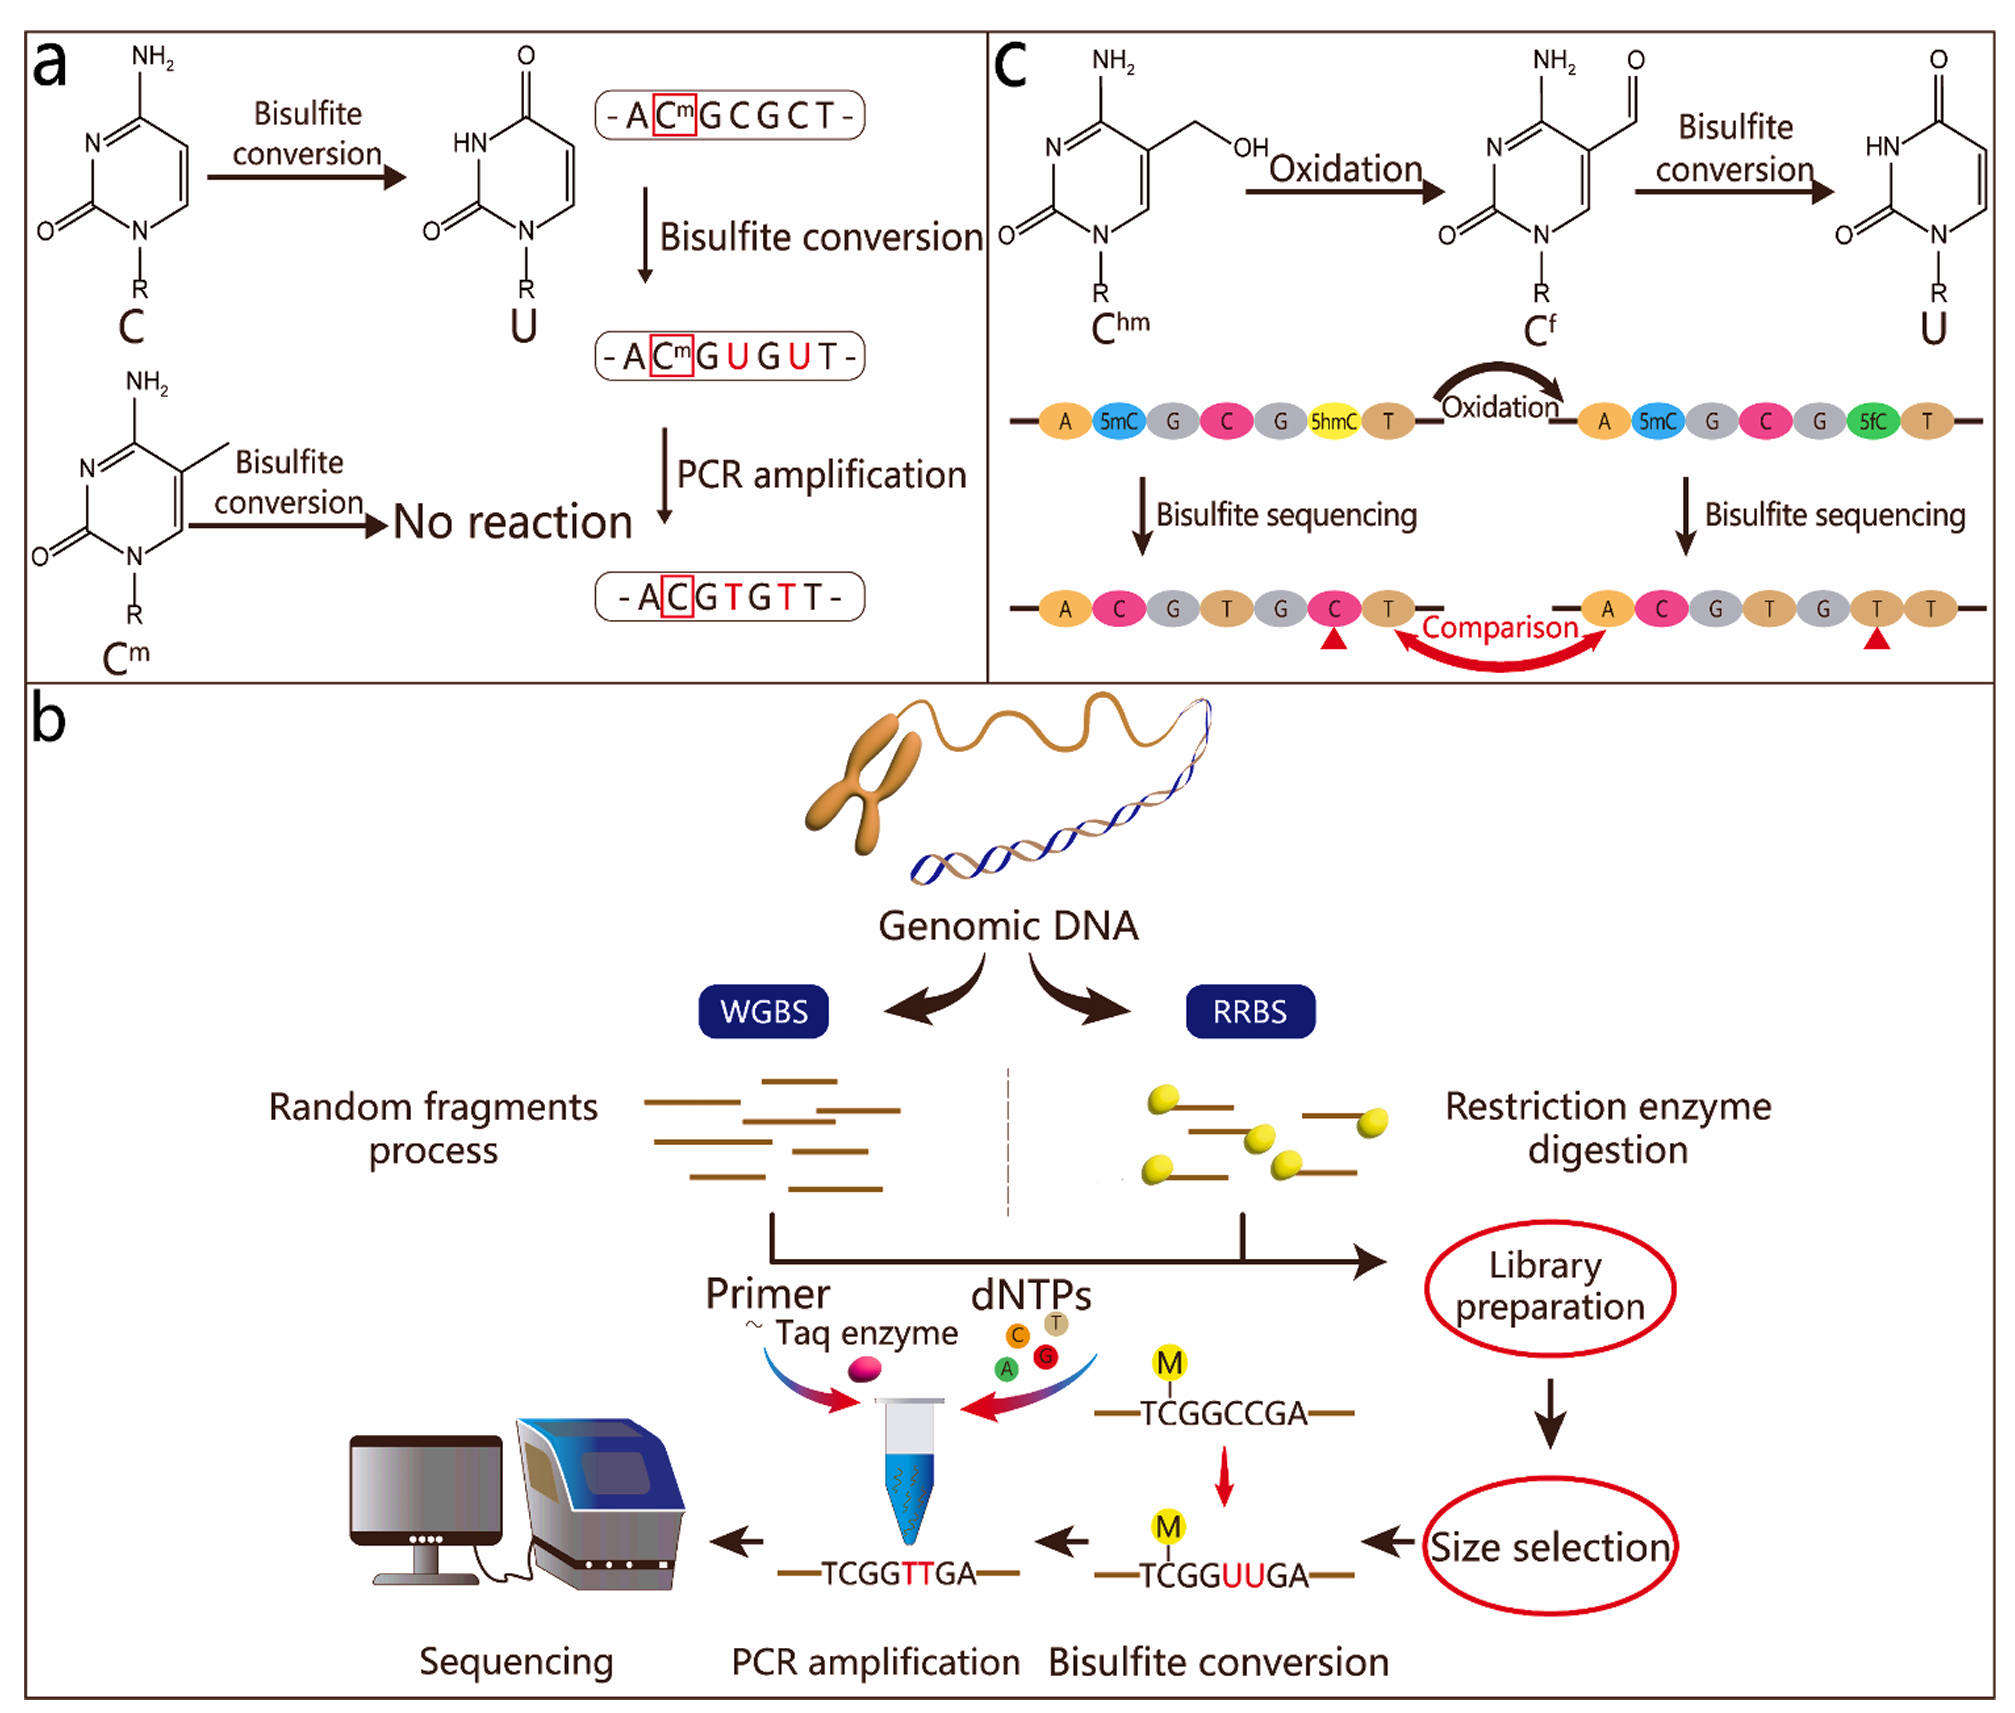 a
NH₂
N
O
N
R
C
Bisulfite
conversion
O
HN
O
N
R
U
- A Cᵐ G C G C T -
Bisulfite conversion
- A Cᵐ G U G U T -
PCR amplification
- A C G T G T T -
NH₂
N
O
N
R
Cᵐ
Bisulfite
conversion
No reaction
c
NH₂
N
OH
O
N
R
Cʰᵐ
Oxidation
NH₂
O
N
O
N
R
Cᶠ
Bisulfite
conversion
O
HN
O
N
R
U
A 5mC G C G 5hmC T
Oxidation
A 5mC G C G 5fC T
Bisulfite sequencing
Bisulfite sequencing
A C G T G C T
Comparison
A C G T G T T
b
Genomic DNA
WGBS
RRBS
Random fragments
process
Restriction enzyme
digestion
Library
preparation
Primer
~ Taq enzyme
dNTPs
C
T
A
G
M
TCGGCCGA
Size selection
M
TCGGUUGA
TCGGTTGA
Sequencing
PCR amplification
Bisulfite conversion